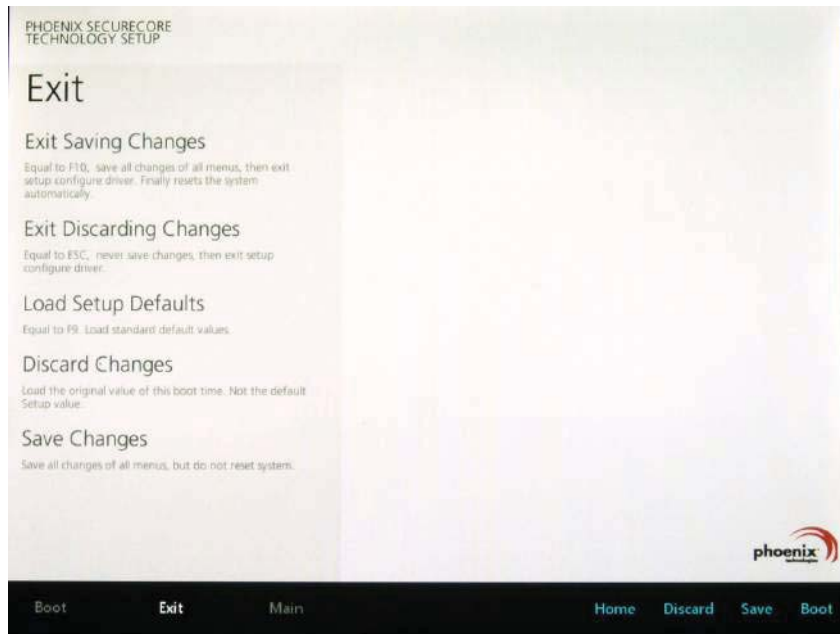 PHOENIX SECURECORE
TECHNOLOGY SETUP
Exit
Exit Saving Changes
Equal to F10, save all changes of all menus, then exit
setup configure driver. Finally resets the system
automatically.
Exit Discarding Changes
Equal to ESC, never save changes, then exit setup
configure driver.
Load Setup Defaults
Equal to F9. Load standard default values.
Discard Changes
Load the original value of this boot time. Not the default
Setup value.
Save Changes
Save all changes of all menus, but do not reset system.
phoenix
technologies
Boot Exit Main Home Discard Save Boot